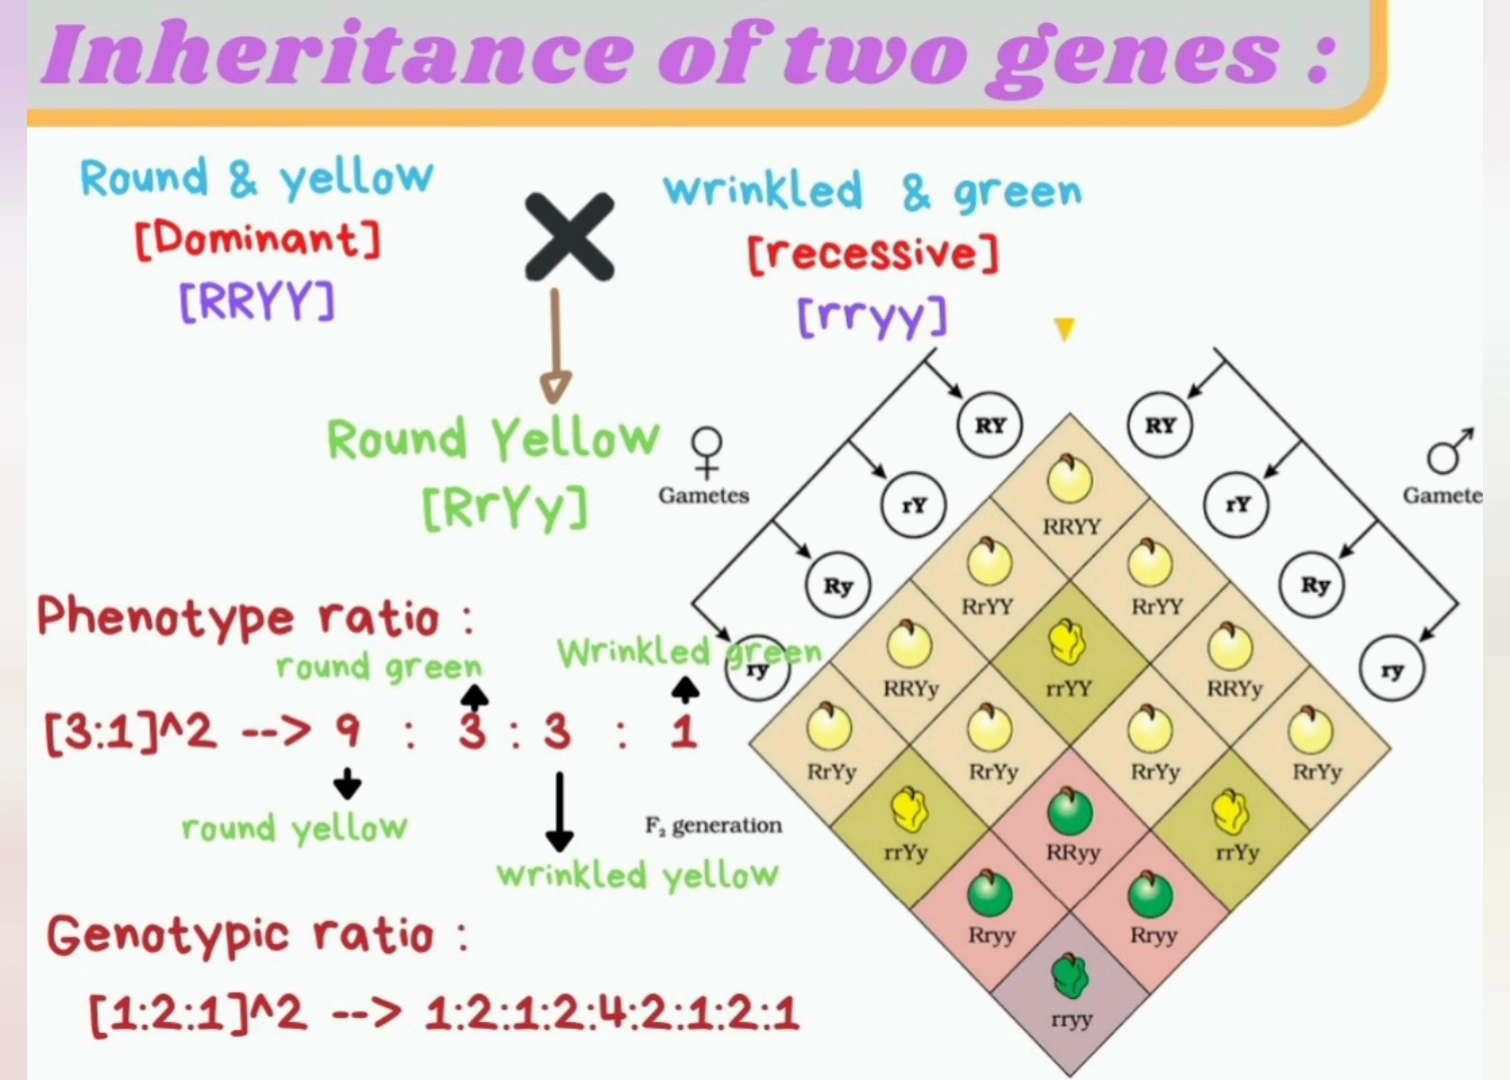 Inheritance of two genes :
Round & yellow
[Dominant]
[RRYY]
wrinkled & green
[recessive]
[rryy]
Round Yellow
[RrYy]
Phenotype ratio :
round green
Wrinkled green
[3:1]^2 --> 9 : 3 : 3 : 1
round yellow
wrinkled yellow
Genotypic ratio :
[1:2:1]^2 --> 1:2:1:2:4:2:1:2:1
♀
Gametes
RY
rY
Ry
ry
♂
Gamete
RY
rY
Ry
ry
RRYY
RrYY RrYY
RRYy rrYY RRYy
RrYy RrYy RrYy RrYy
rrYy RRyy rrYy
Rryy Rryy
rryy
F₂ generation